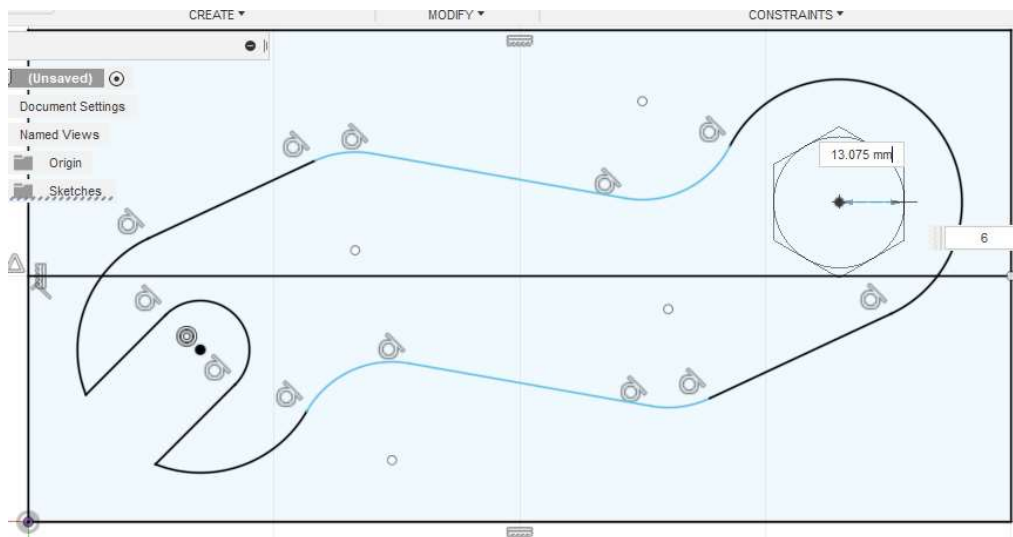 CREATE ▾ MODIFY ▾ CONSTRAINTS ▾
(Unsaved)
Document Settings
Named Views
Origin
Sketches
13.075 mm
6